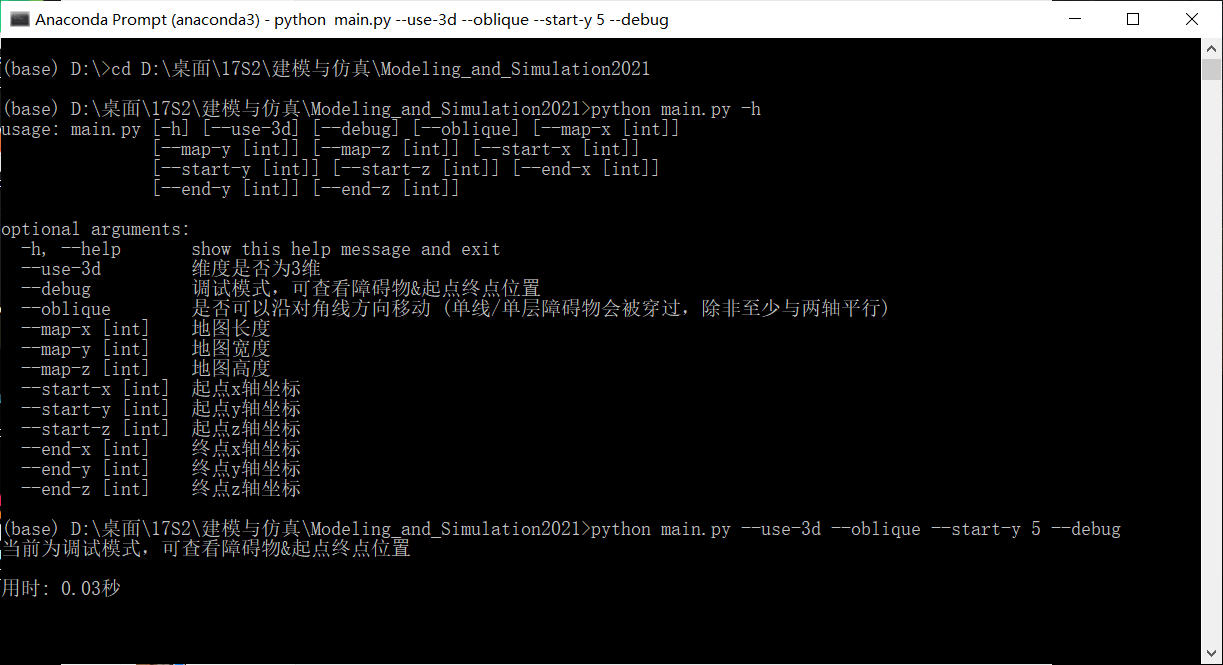 Anaconda Prompt (anaconda3) - python  main.py --use-3d --oblique --start-y 5 --debug
(base) D:\>cd D:\桌面\17S2\建模与仿真\Modeling_and_Simulation2021
(base) D:\桌面\17S2\建模与仿真\Modeling_and_Simulation2021>python main.py -h
usage: main.py [-h] [--use-3d] [--debug] [--oblique] [--map-x [int]]
[--map-y [int]] [--map-z [int]] [--start-x [int]]
[--start-y [int]] [--start-z [int]] [--end-x [int]]
[--end-y [int]] [--end-z [int]]
optional arguments:
-h, --help show this help message and exit
--use-3d 维度是否为3维
--debug 调试模式，可查看障碍物&起点终点位置
--oblique 是否可以沿对角线方向移动 (单线/单层障碍物会被穿过，除非至少与两轴平行)
--map-x [int] 地图长度
--map-y [int] 地图宽度
--map-z [int] 地图高度
--start-x [int] 起点x轴坐标
--start-y [int] 起点y轴坐标
--start-z [int] 起点z轴坐标
--end-x [int] 终点x轴坐标
--end-y [int] 终点y轴坐标
--end-z [int] 终点z轴坐标
(base) D:\桌面\17S2\建模与仿真\Modeling_and_Simulation2021>python main.py --use-3d --oblique --start-y 5 --debug
当前为调试模式，可查看障碍物&起点终点位置
用时: 0.03秒